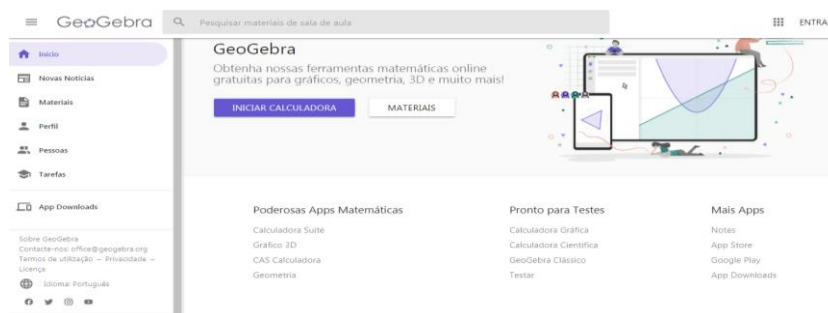 GeoGebra
Pesquisar materiais de sala de aula
ENTRA
Início
Novas Notícias
Materiais
Perfil
Pessoas
Tarefas
App Downloads
Sobre GeoGebra
Contacte-nos: office@geogebra.org
Termos de utilização — Privacidade —
Licença
Idioma: Português
GeoGebra
Obtenha nossas ferramentas matemáticas online
gratuitas para gráficos, geometria, 3D e muito mais!
INICIAR CALCULADORA
MATERIAIS
Poderosas Apps Matemáticas
Calculadora Suite
Gráfico 3D
CAS Calculadora
Geometria
Pronto para Testes
Calculadora Gráfica
Calculadora Científica
GeoGebra Clássico
Testar
Mais Apps
Notes
App Store
Google Play
App Downloads